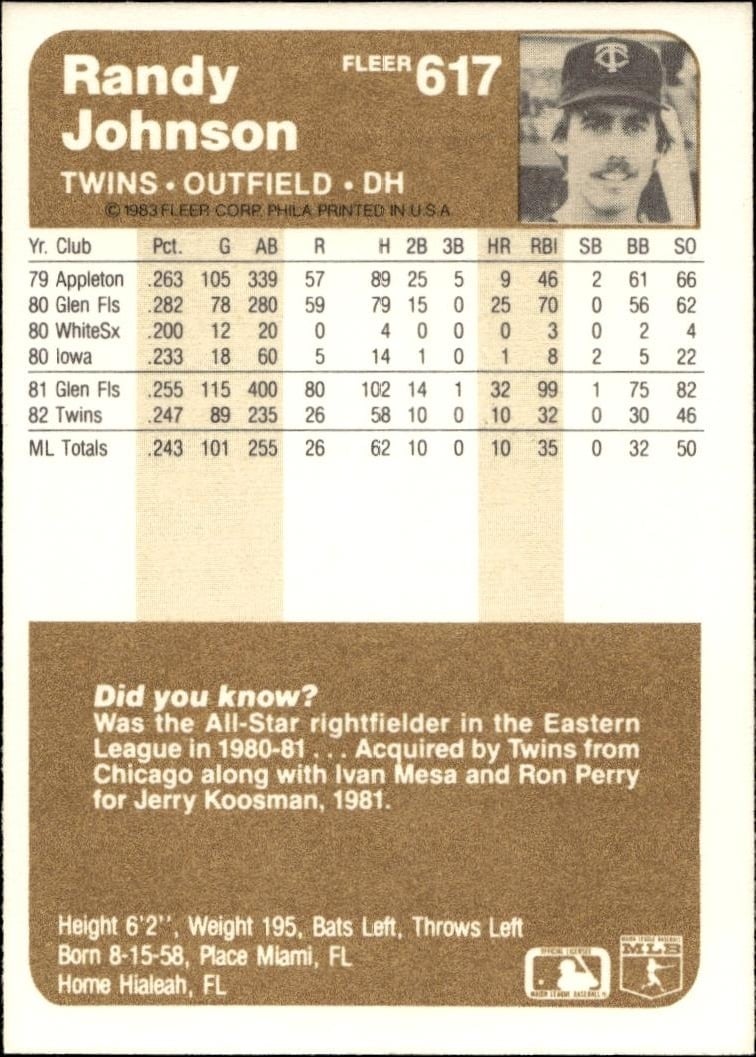 Randy
Johnson
FLEER 617
TWINS • OUTFIELD • DH
© 1983 FLEER CORP. PHILA. PRINTED IN U.S.A.
Yr. Club Pct. G AB R H 2B 3B HR RBI SB BB SO
79 Appleton .263 105 339 57 89 25 5 9 46 2 61 66
80 Glen Fls .282 78 280 59 79 15 0 25 70 0 56 62
80 WhiteSx .200 12 20 0 4 0 0 0 3 0 2 4
80 Iowa .233 18 60 5 14 1 0 1 8 2 5 22
81 Glen Fls .255 115 400 80 102 14 1 32 99 1 75 82
82 Twins .247 89 235 26 58 10 0 10 32 0 30 46
ML Totals .243 101 255 26 62 10 0 10 35 0 32 50
Did you know?
Was the All-Star rightfielder in the Eastern
League in 1980-81 . . . Acquired by Twins from
Chicago along with Ivan Mesa and Ron Perry
for Jerry Koosman, 1981.
Height 6'2'', Weight 195, Bats Left, Throws Left
Born 8-15-58, Place Miami, FL
Home Hialeah, FL
OFFICIAL LICENSEE
MAJOR LEAGUE BASEBALL
MAJOR LEAGUE BASEBALL
MLB